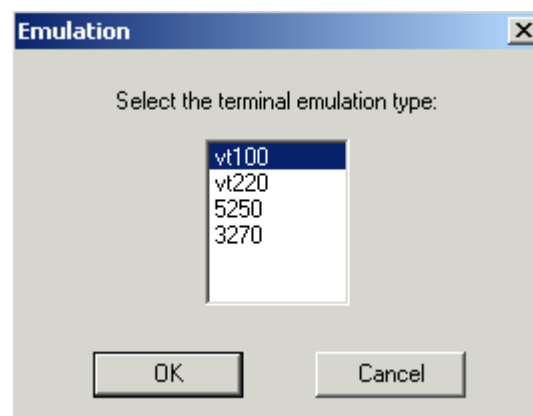 Emulation
Select the terminal emulation type:
vt100
vt220
5250
3270
OK Cancel